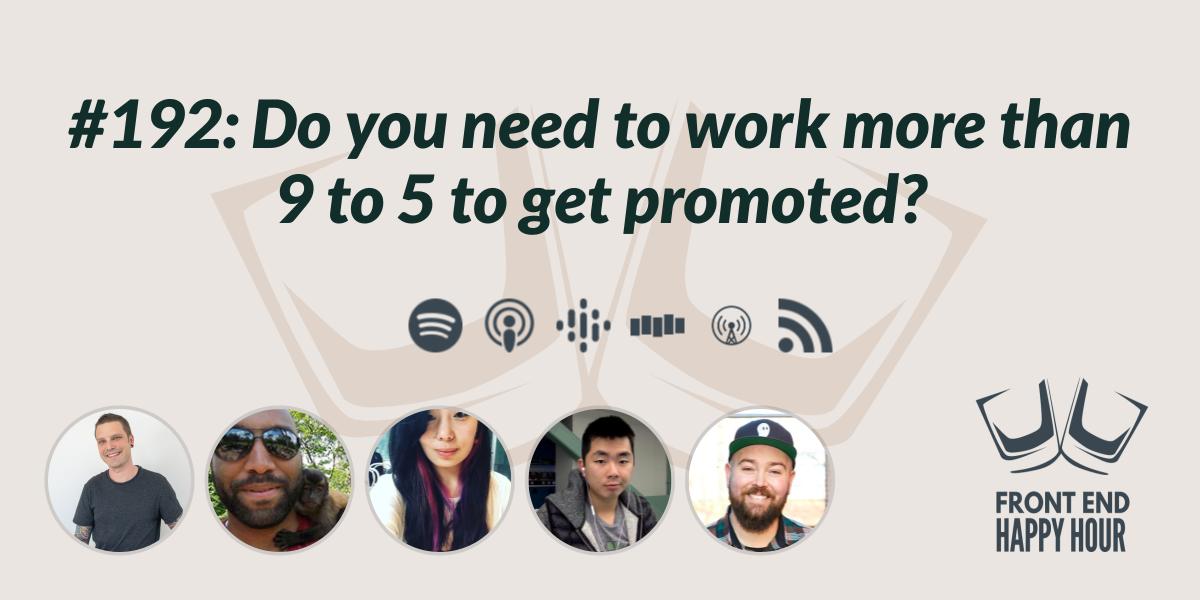 #192: Do you need to work more than
9 to 5 to get promoted?
FRONT END
HAPPY HOUR